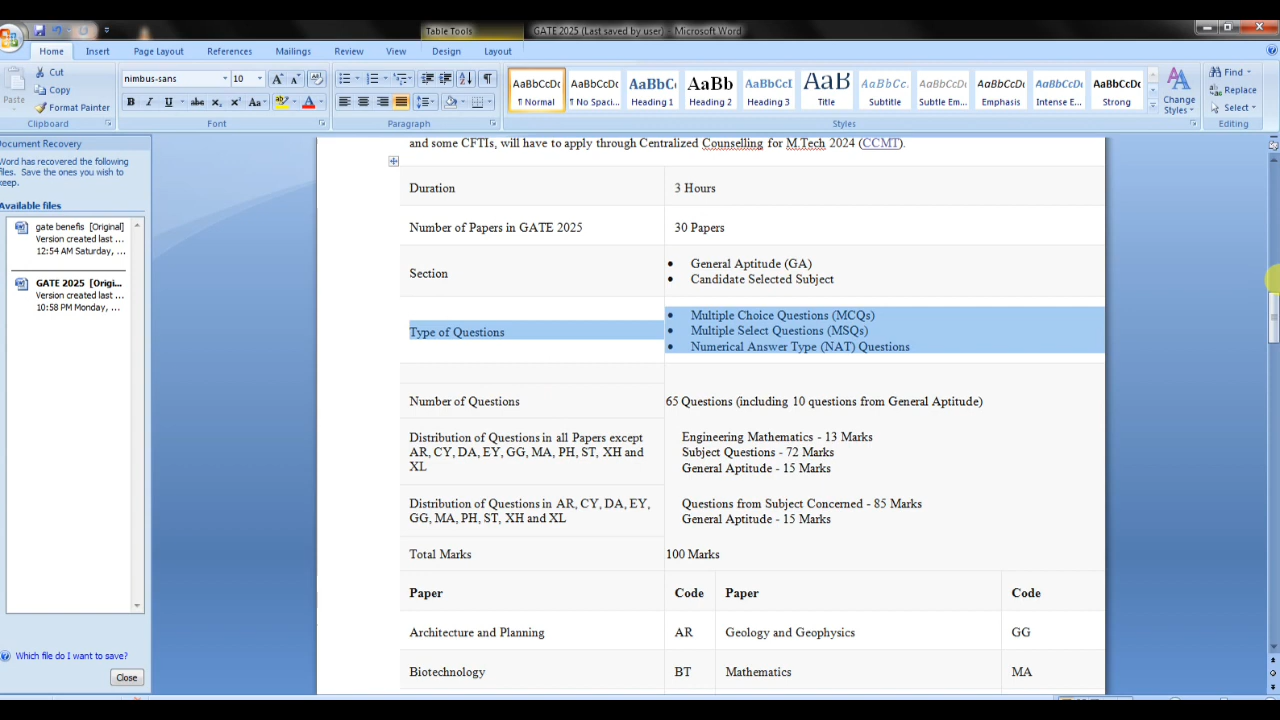 Table Tools
GATE 2025 (Last saved by user) - Microsoft Word
Home Insert Page Layout References Mailings Review View Design Layout
Paste
Cut
Copy
Format Painter
Clipboard
nimbus-sans 10
Font
Paragraph
AaBbCcDc AaBbCcDc AaBbCc AaBb AaBbCcI AaB AaBbCc. AaBbCcDc AaBbCcDc AaBbCcDc AaBbCcDc
¶ Normal ¶ No Spaci... Heading 1 Heading 2 Heading 3 Title Subtitle Subtle Em... Emphasis Intense E... Strong
Change Styles
Styles
Find
Replace
Select
Editing
Document Recovery
Word has recovered the following
files. Save the ones you wish to
keep.
Available files
gate benefis [Original]
Version created last ...
12:54 AM Saturday, ...
GATE 2025 [Origi...
Version created last ...
10:58 PM Monday, ...
Which file do I want to save?
Close
and some CFTIs, will have to apply through Centralized Counselling for M.Tech 2024 (CCMT).
Duration 3 Hours
Number of Papers in GATE 2025 30 Papers
Section
• General Aptitude (GA)
• Candidate Selected Subject
Type of Questions
• Multiple Choice Questions (MCQs)
• Multiple Select Questions (MSQs)
• Numerical Answer Type (NAT) Questions
Number of Questions 65 Questions (including 10 questions from General Aptitude)
Distribution of Questions in all Papers except
AR, CY, DA, EY, GG, MA, PH, ST, XH and
XL
Engineering Mathematics - 13 Marks
Subject Questions - 72 Marks
General Aptitude - 15 Marks
Distribution of Questions in AR, CY, DA, EY,
GG, MA, PH, ST, XH and XL
Questions from Subject Concerned - 85 Marks
General Aptitude - 15 Marks
Total Marks 100 Marks
Paper Code Paper Code
Architecture and Planning AR Geology and Geophysics GG
Biotechnology BT Mathematics MA